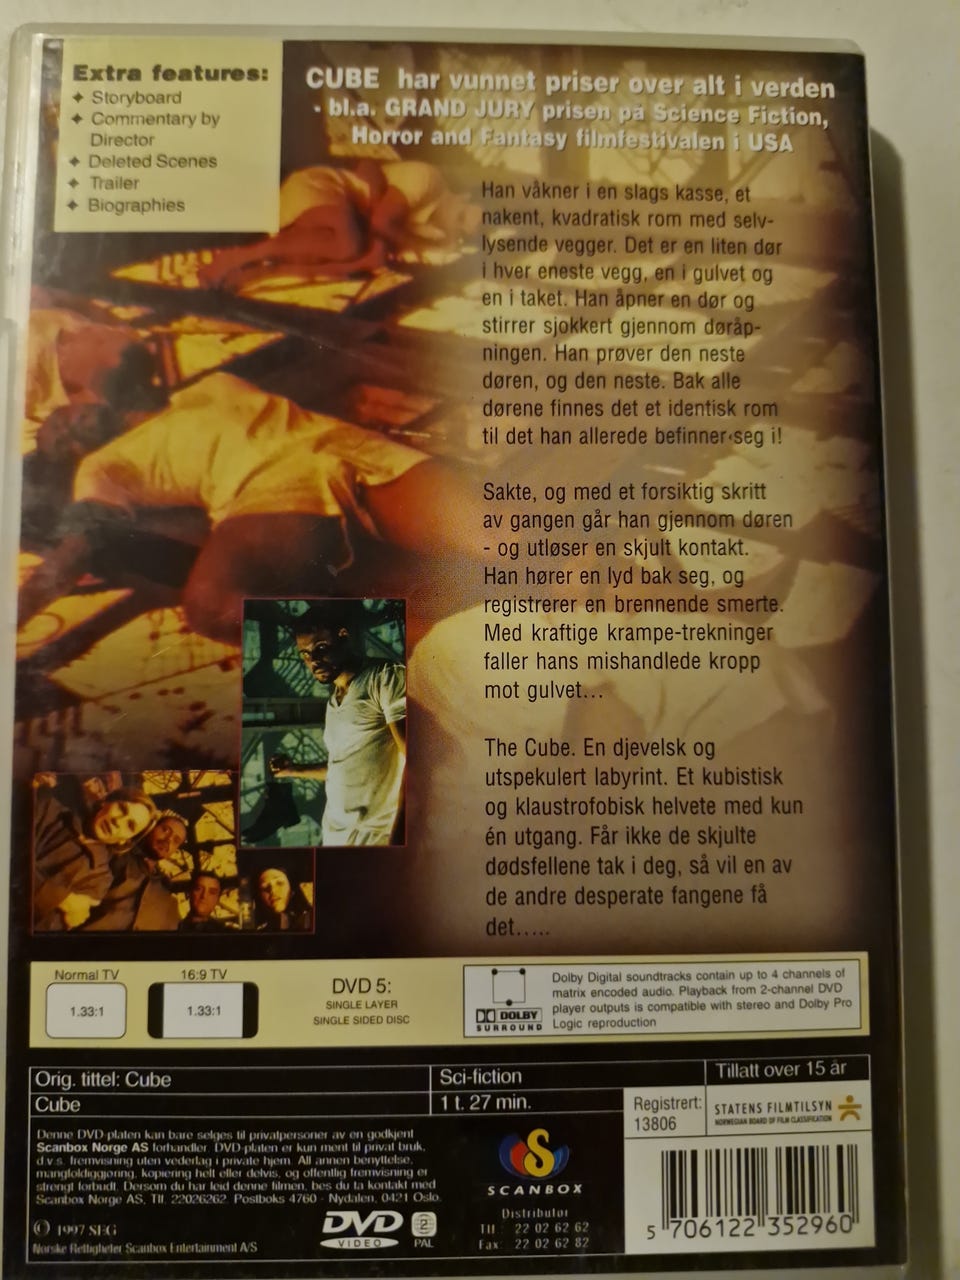 Extra features:
✦ Storyboard
✦ Commentary by
Director
✦ Deleted Scenes
✦ Trailer
✦ Biographies
CUBE har vunnet priser over alt i verden
- bl.a. GRAND JURY prisen på Science Fiction,
Horror and Fantasy filmfestivalen i USA
Han våkner i en slags kasse, et
nakent, kvadratisk rom med selv-
lysende vegger. Det er en liten dør
i hver eneste vegg, en i gulvet og
en i taket. Han åpner en dør og
stirrer sjokkert gjennom døråp-
ningen. Han prøver den neste
døren, og den neste. Bak alle
dørene finnes det et identisk rom
til det han allerede befinner seg i!
Sakte, og med et forsiktig skritt
av gangen går han gjennom døren
- og utløser en skjult kontakt.
Han hører en lyd bak seg, og
registrerer en brennende smerte.
Med kraftige krampe-trekninger
faller hans mishandlede kropp
mot gulvet...
The Cube. En djevelsk og
utspekulert labyrint. Et kubistisk
og klaustrofobisk helvete med kun
én utgang. Får ikke de skjulte
dødsfellene tak i deg, så vil en av
de andre desperate fangene få
det.....
Normal TV
1.33:1
16:9 TV
1.33:1
DVD 5:
SINGLE LAYER
SINGLE SIDED DISC
DOLBY
SURROUND
Dolby Digital soundtracks contain up to 4 channels of
matrix encoded audio. Playback from 2-channel DVD
player outputs is compatible with stereo and Dolby Pro
Logic reproduction
Orig. tittel: Cube
Cube
Sci-fiction
1 t. 27 min.
Tillatt over 15 år
Registrert:
13806
STATENS FILMTILSYN
NORWEGIAN BOARD OF FILM CLASSIFICATION
Denne DVD-platen kan bare selges til privatpersoner av en godkjent
Scanbox Norge AS forhandler. DVD-platen er kun ment til privat bruk,
d.v.s. fremvisning uten vederlag i private hjem. All annen benyttelse,
mangfoldiggjøring, kopiering helt eller delvis, og offentlig fremvisning er
strengt forbudt. Dersom du har leid denne filmen, bes du ta kontakt med
Scanbox Norge AS, Tlf. 22026262. Postboks 4760 - Nydalen, 0421 Oslo.
© 1997 SEG
Norske Rettigheter Scanbox Entertainment A/S
DVD
VIDEO
2
PAL
S
SCANBOX
Distributør
Tlf 22 02 62 62
Fax: 22 02 62 82
5 706122 352960